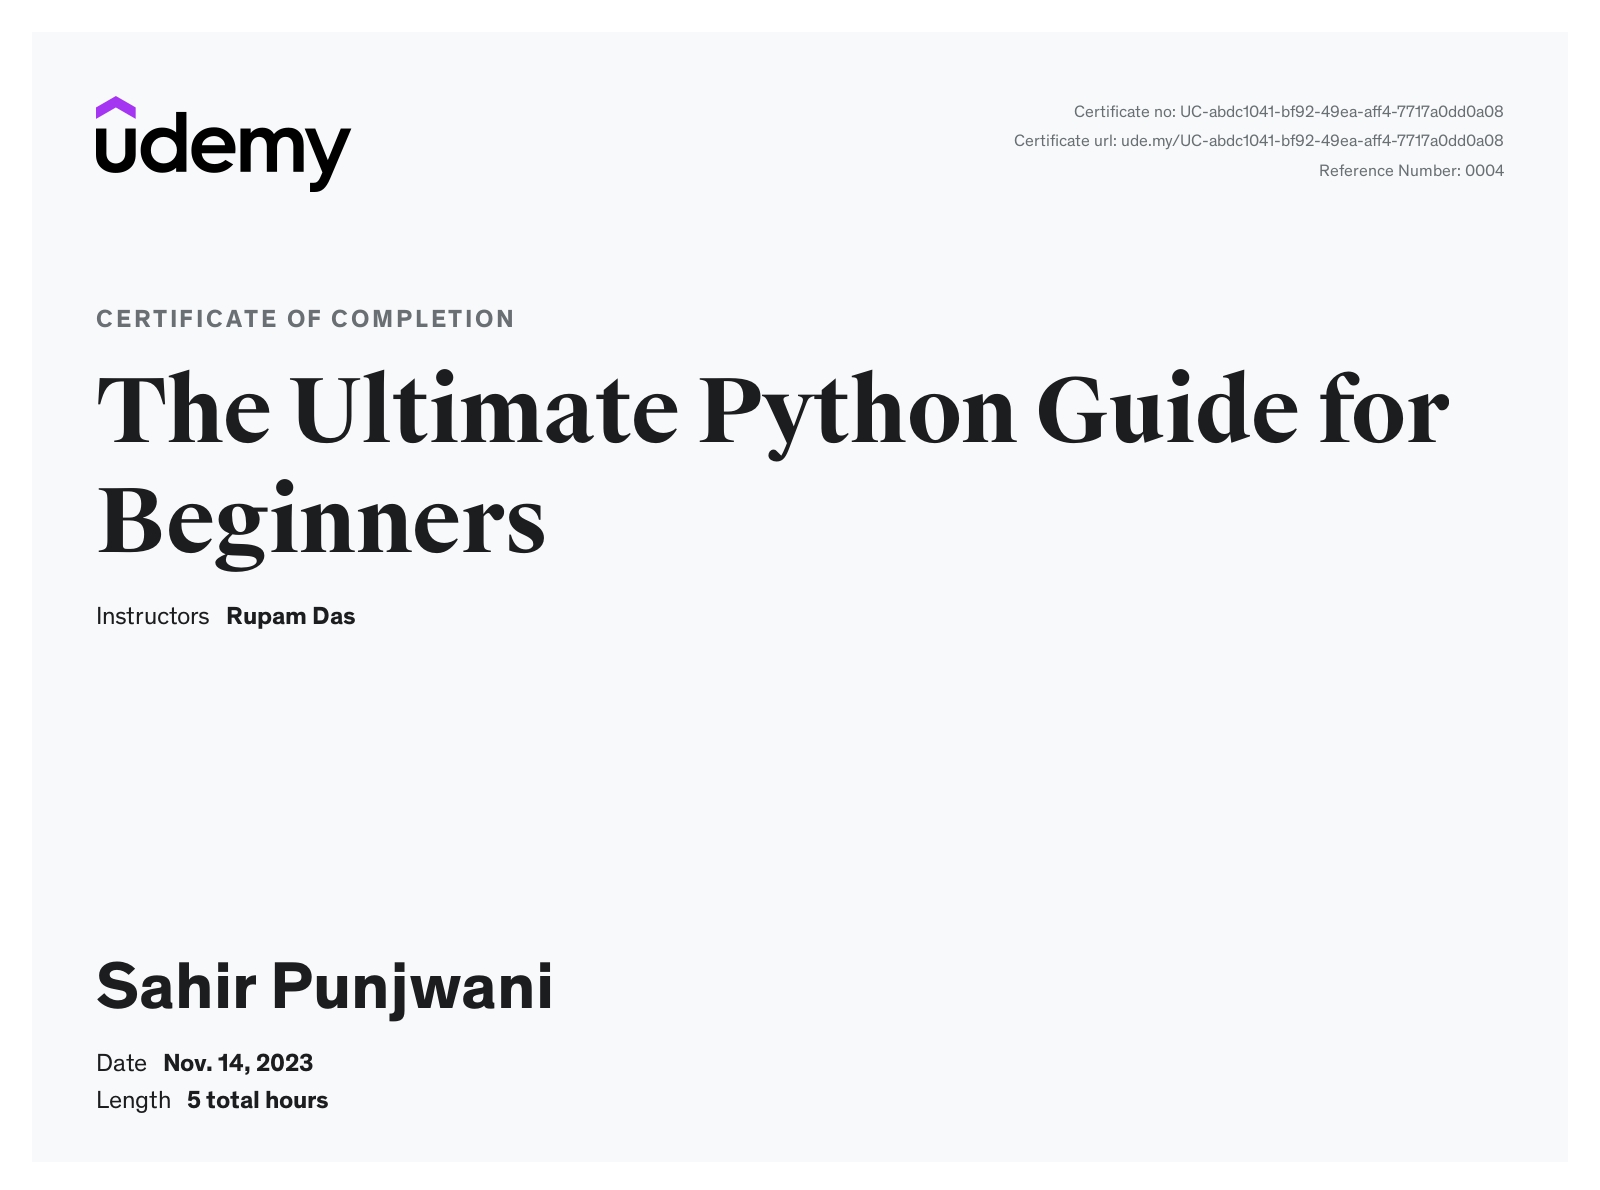 udemy
Certificate no: UC-abdc1041-bf92-49ea-aff4-7717a0dd0a08
Certificate url: ude.my/UC-abdc1041-bf92-49ea-aff4-7717a0dd0a08
Reference Number: 0004
CERTIFICATE OF COMPLETION
The Ultimate Python Guide for
Beginners
Instructors Rupam Das
Sahir Punjwani
Date Nov. 14, 2023
Length 5 total hours